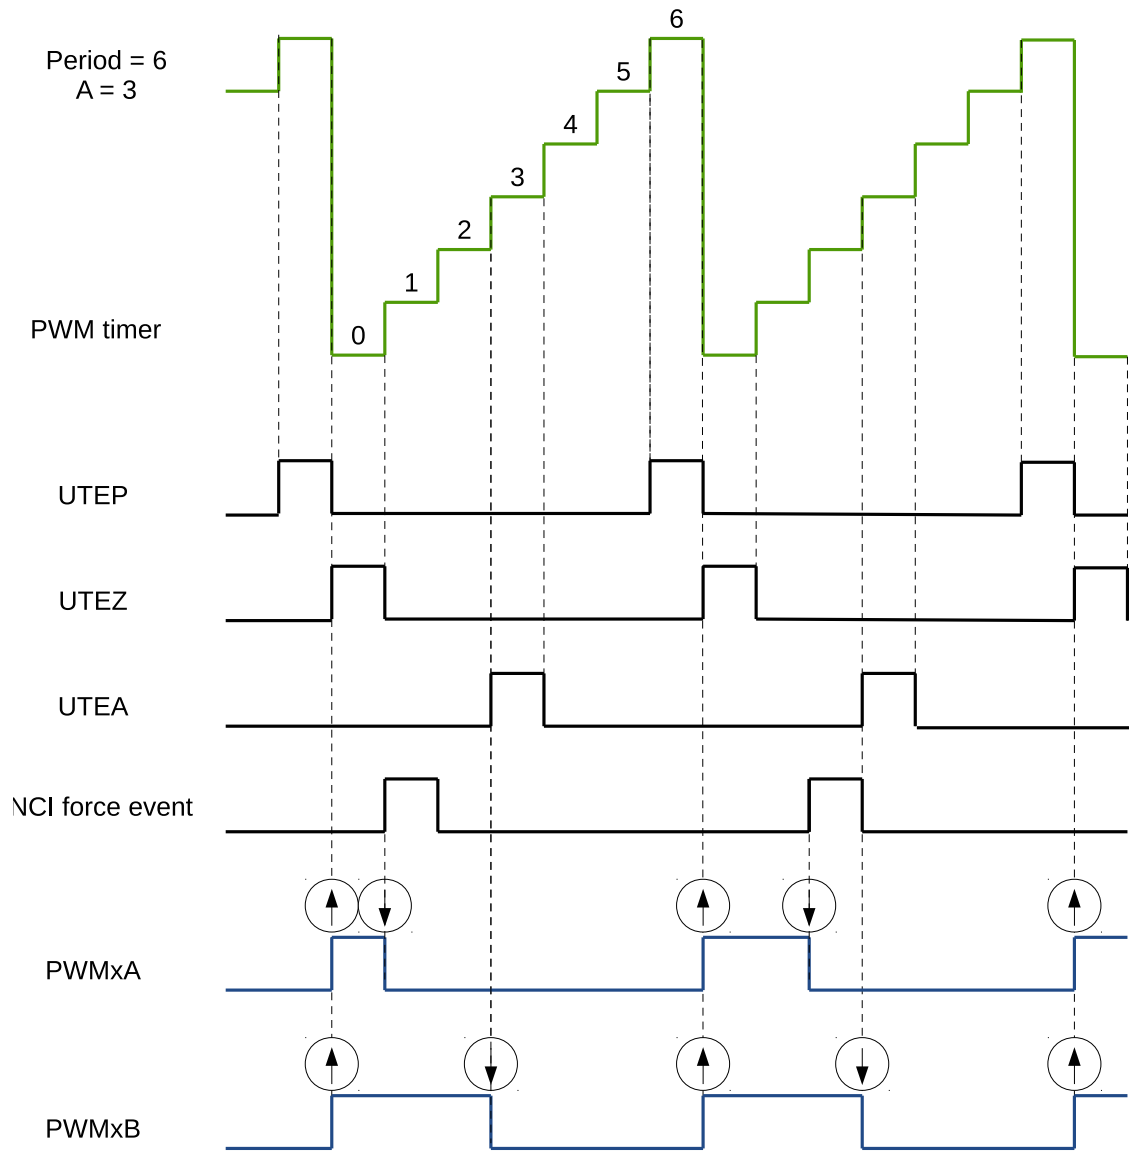 6
Period = 6
A = 3
5
4
3
2
1
0
PWM timer
UTEP
UTEZ
UTEA
NCI force event
PWMxA
PWMxB